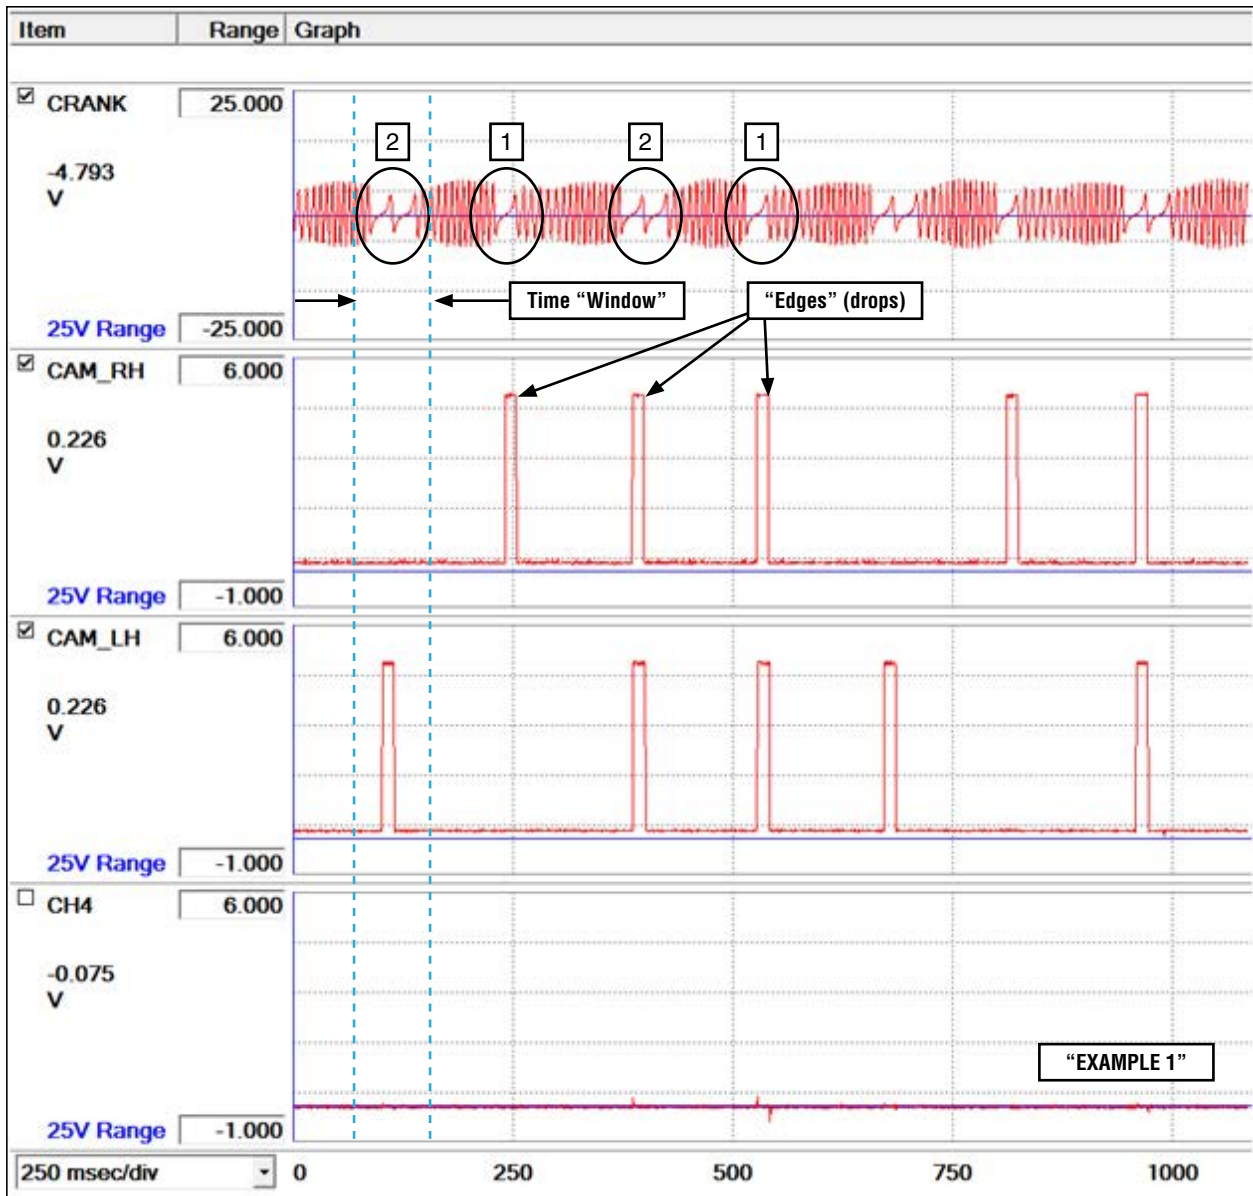 Item Range Graph
CRANK 25.000
2 1 2 1
-4.793
V
Time “Window” “Edges” (drops)
25V Range -25.000
CAM_RH 6.000
0.226
V
25V Range -1.000
CAM_LH 6.000
0.226
V
25V Range -1.000
CH4 6.000
-0.075
V
“EXAMPLE 1”
25V Range -1.000
250 msec/div 0 250 500 750 1000